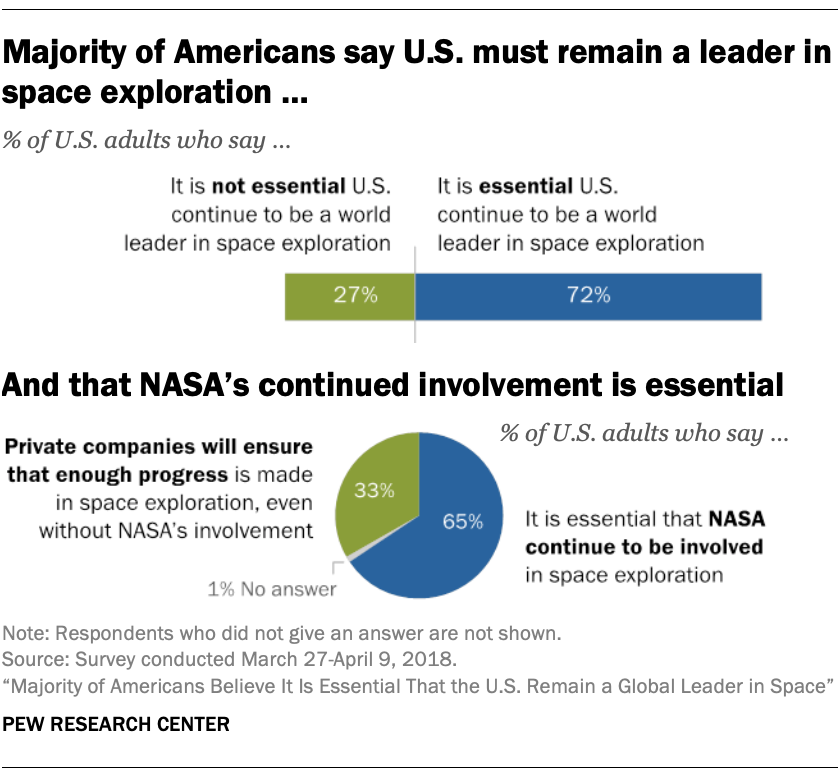 Majority of Americans say U.S. must remain a leader in
space exploration ...
% of U.S. adults who say ...
It is not essential U.S.
continue to be a world
leader in space exploration
It is essential U.S.
continue to be a world
leader in space exploration
27%
72%
And that NASA’s continued involvement is essential
% of U.S. adults who say ...
Private companies will ensure
that enough progress is made
in space exploration, even
without NASA’s involvement
33%
65%
It is essential that NASA
continue to be involved
in space exploration
1% No answer
Note: Respondents who did not give an answer are not shown.
Source: Survey conducted March 27-April 9, 2018.
“Majority of Americans Believe It Is Essential That the U.S. Remain a Global Leader in Space”
PEW RESEARCH CENTER